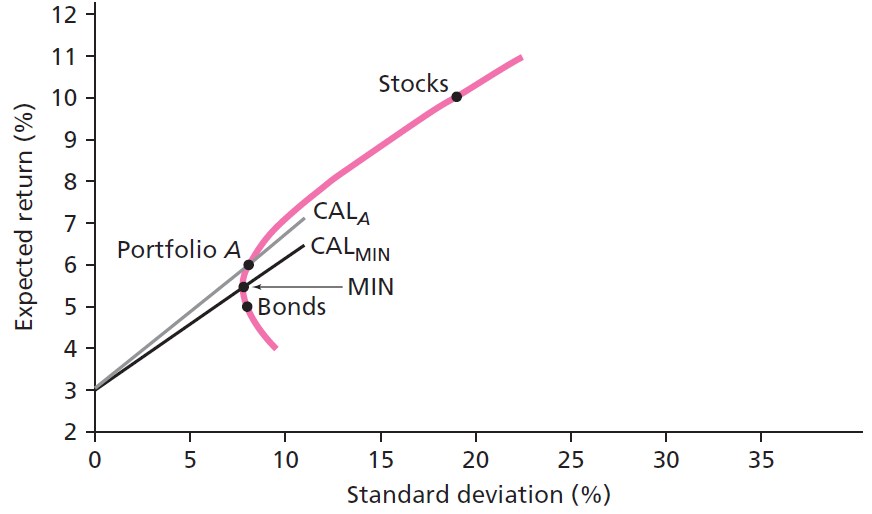 12
11
10
9
8
7
6
5
4
3
2
Expected return (%)
Stocks
CALA
Portfolio A
CALMIN
MIN
Bonds
0 5 10 15 20 25 30 35
Standard deviation (%)